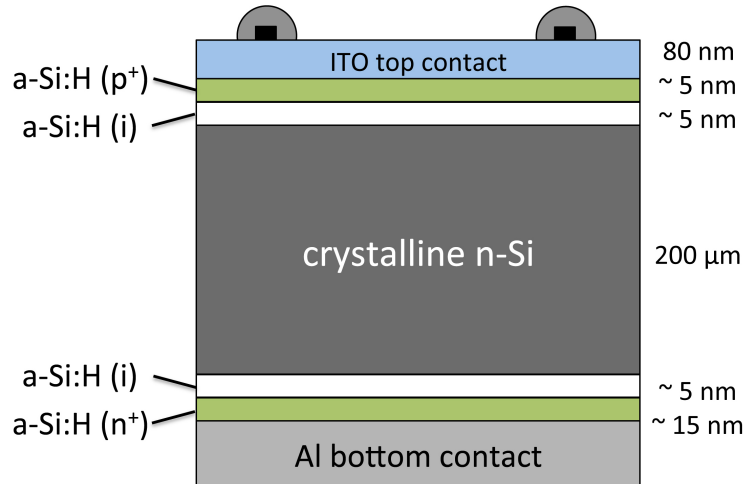 ITO top contact
80 nm
a-Si:H (p⁺)
~ 5 nm
a-Si:H (i)
~ 5 nm
crystalline n-Si
200 µm
a-Si:H (i)
~ 5 nm
a-Si:H (n⁺)
~ 15 nm
Al bottom contact